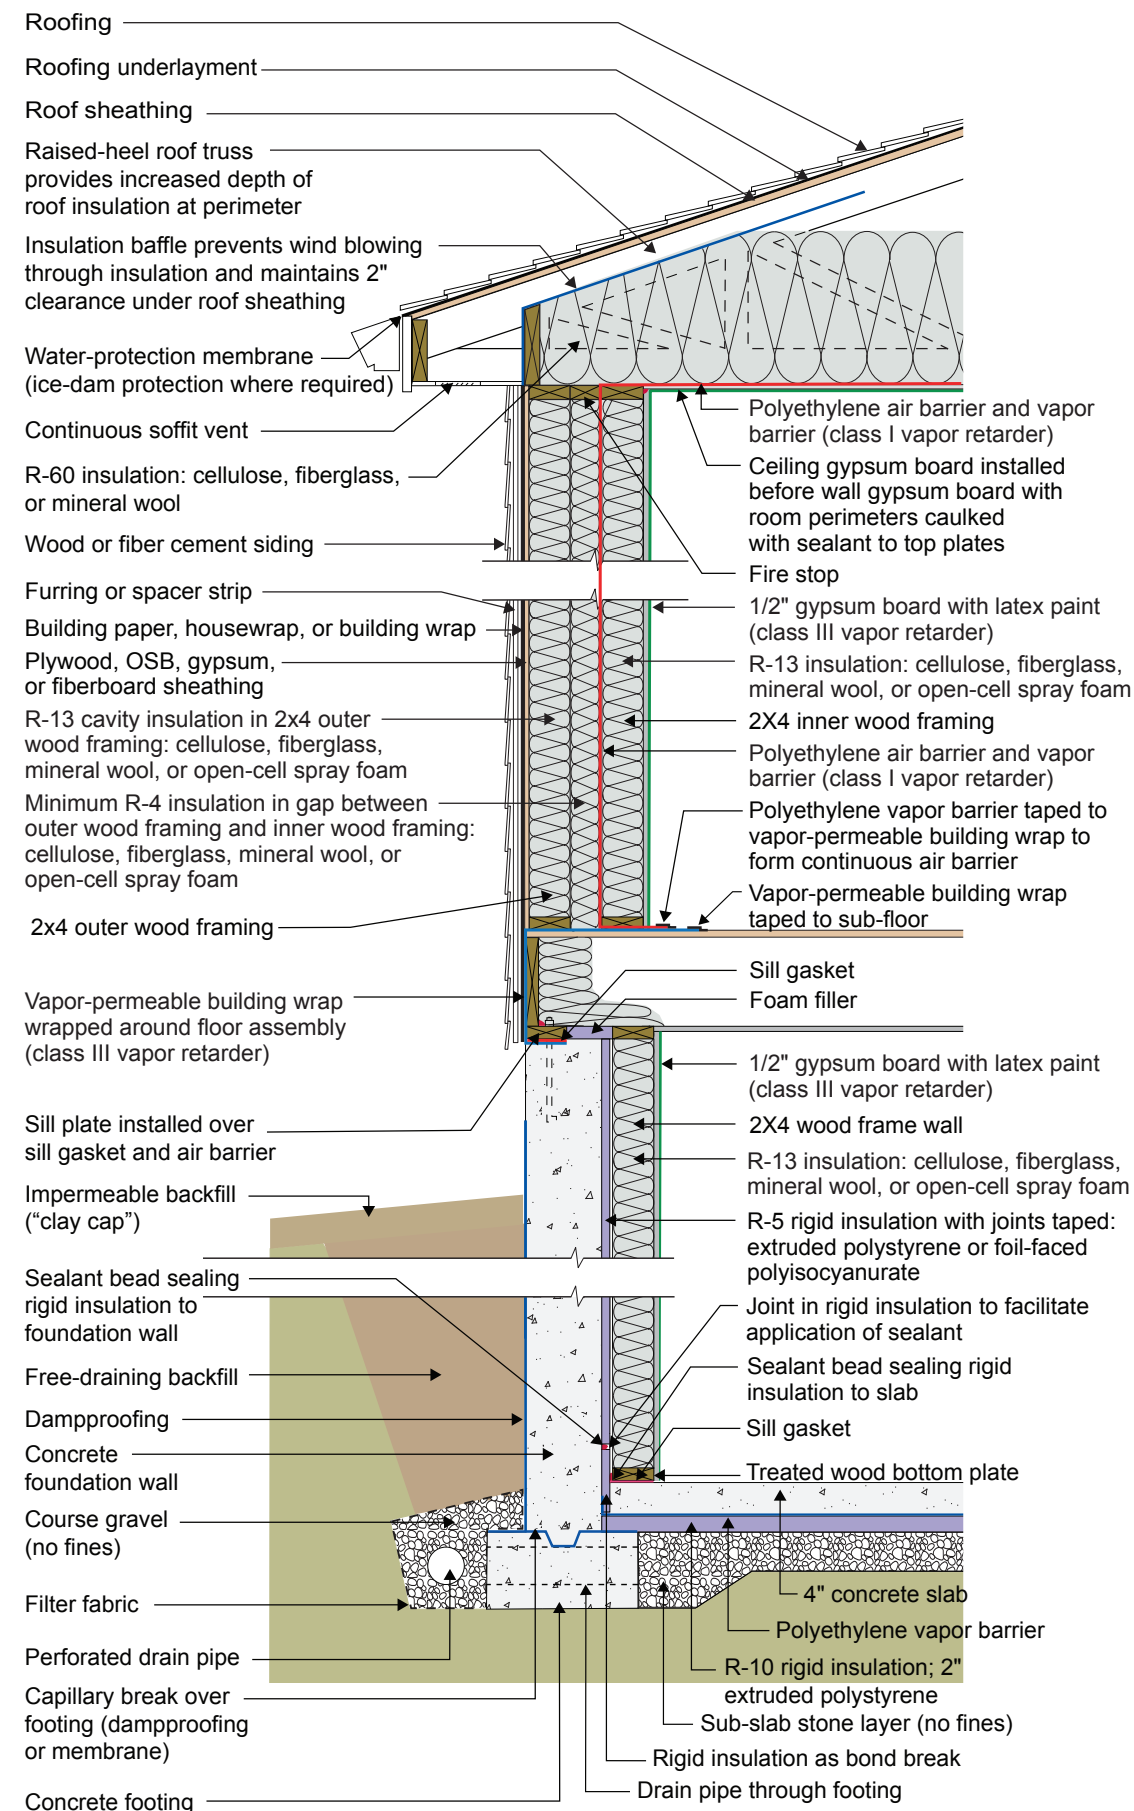 Roofing
Roofing underlayment
Roof sheathing
Raised-heel roof truss
provides increased depth of
roof insulation at perimeter
Insulation baffle prevents wind blowing
through insulation and maintains 2"
clearance under roof sheathing
Water-protection membrane
(ice-dam protection where required)
Continuous soffit vent
R-60 insulation: cellulose, fiberglass,
or mineral wool
Wood or fiber cement siding
Furring or spacer strip
Building paper, housewrap, or building wrap
Plywood, OSB, gypsum,
or fiberboard sheathing
R-13 cavity insulation in 2x4 outer
wood framing: cellulose, fiberglass,
mineral wool, or open-cell spray foam
Minimum R-4 insulation in gap between
outer wood framing and inner wood framing:
cellulose, fiberglass, mineral wool, or
open-cell spray foam
2x4 outer wood framing
Vapor-permeable building wrap
wrapped around floor assembly
(class III vapor retarder)
Sill plate installed over
sill gasket and air barrier
Impermeable backfill
(“clay cap”)
Sealant bead sealing
rigid insulation to
foundation wall
Free-draining backfill
Dampproofing
Concrete
foundation wall
Course gravel
(no fines)
Filter fabric
Perforated drain pipe
Capillary break over
footing (dampproofing
or membrane)
Concrete footing
Polyethylene air barrier and vapor
barrier (class I vapor retarder)
Ceiling gypsum board installed
before wall gypsum board with
room perimeters caulked
with sealant to top plates
Fire stop
1/2" gypsum board with latex paint
(class III vapor retarder)
R-13 insulation: cellulose, fiberglass,
mineral wool, or open-cell spray foam
2X4 inner wood framing
Polyethylene air barrier and vapor
barrier (class I vapor retarder)
Polyethylene vapor barrier taped to
vapor-permeable building wrap to
form continuous air barrier
Vapor-permeable building wrap
taped to sub-floor
Sill gasket
Foam filler
1/2" gypsum board with latex paint
(class III vapor retarder)
2X4 wood frame wall
R-13 insulation: cellulose, fiberglass,
mineral wool, or open-cell spray foam
R-5 rigid insulation with joints taped:
extruded polystyrene or foil-faced
polyisocyanurate
Joint in rigid insulation to facilitate
application of sealant
Sealant bead sealing rigid
insulation to slab
Sill gasket
Treated wood bottom plate
4" concrete slab
Polyethylene vapor barrier
R-10 rigid insulation; 2"
extruded polystyrene
Sub-slab stone layer (no fines)
Rigid insulation as bond break
Drain pipe through footing